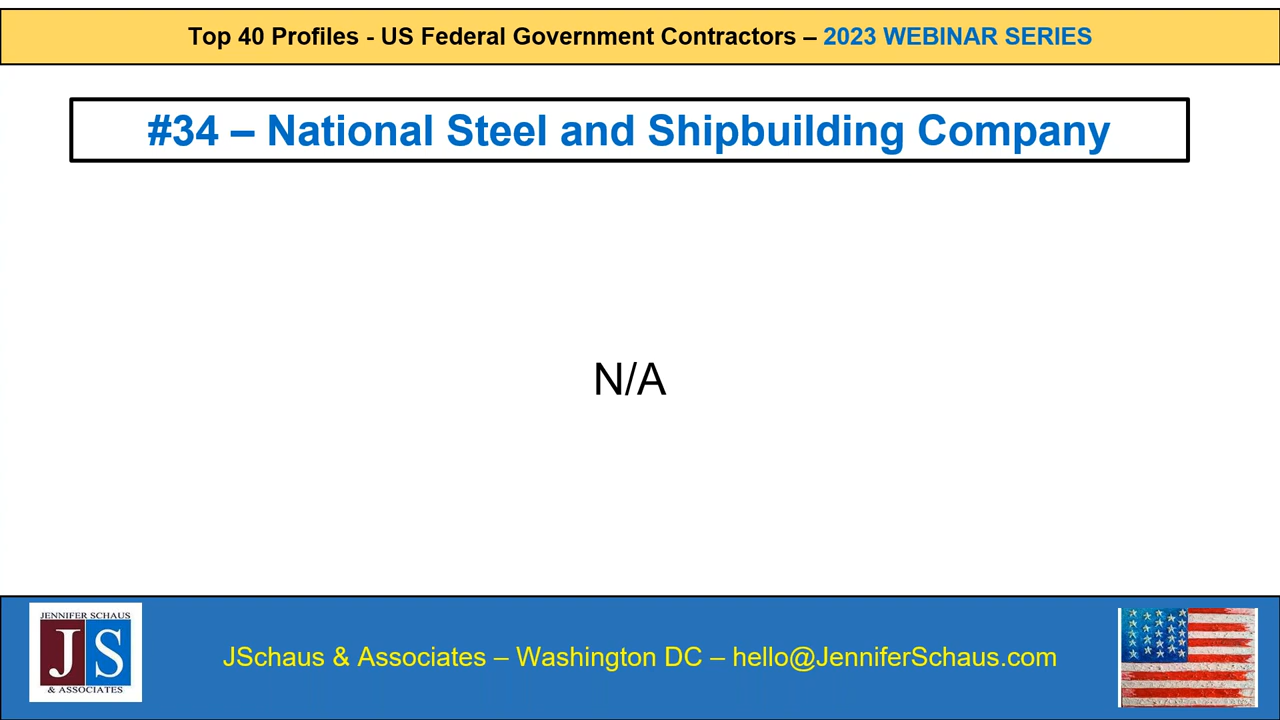 Top 40 Profiles - US Federal Government Contractors – 2023 WEBINAR SERIES
#34 – National Steel and Shipbuilding Company
N/A
JENNIFER SCHAUS
JS
& ASSOCIATES
JSchaus & Associates – Washington DC – hello@JenniferSchaus.com